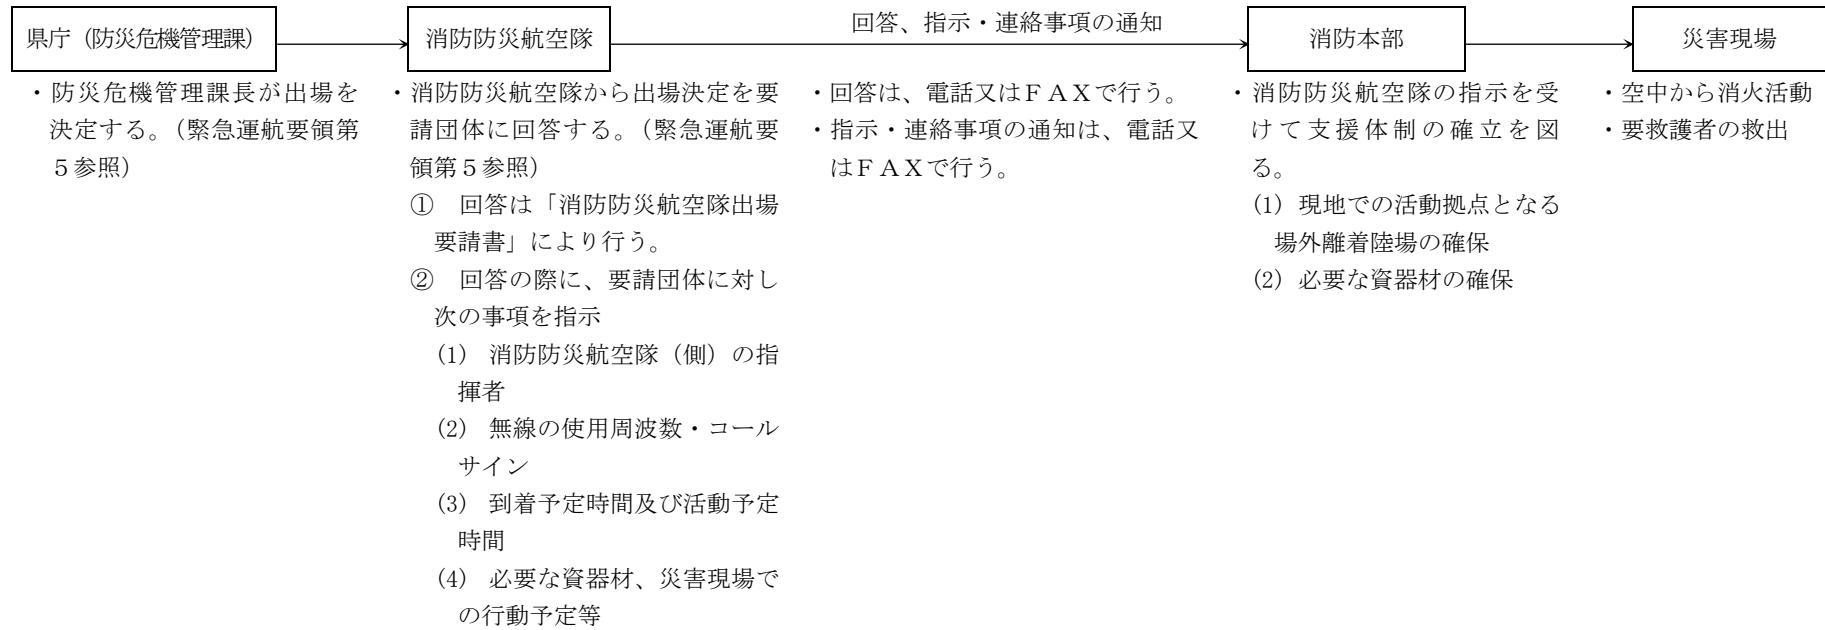 県庁（防災危機管理課）
・防災危機管理課長が出場を
決定する。（緊急運航要領第
５参照）
消防防災航空隊
・消防防災航空隊から出場決定を要
請団体に回答する。（緊急運航要
領第５参照）
①　回答は「消防防災航空隊出場
要請書」により行う。
②　回答の際に、要請団体に対し
次の事項を指示
(1) 消防防災航空隊（側）の指
揮者
(2) 無線の使用周波数・コール
サイン
(3) 到着予定時間及び活動予定
時間
(4) 必要な資器材、災害現場で
の行動予定等
回答、指示・連絡事項の通知
・回答は、電話又はＦＡＸで行う。
・指示・連絡事項の通知は、電話又
はＦＡＸで行う。
消防本部
・消防防災航空隊の指示を受
けて支援体制の確立を図
る。
(1) 現地での活動拠点となる
場外離着陸場の確保
(2) 必要な資器材の確保
災害現場
・空中から消火活動
・要救護者の救出